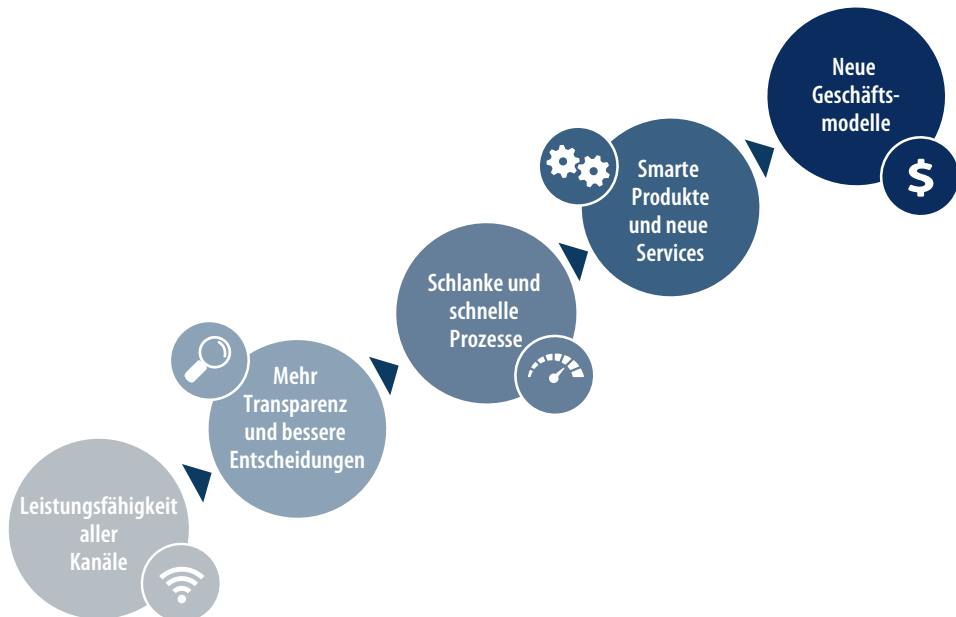 Neue
Geschäfts-
modelle
$
Smarte
Produkte
und neue
Services
Schlanke und
schnelle
Prozesse
Mehr
Transparenz
und bessere
Entscheidungen
Leistungsfähigkeit
aller
Kanäle